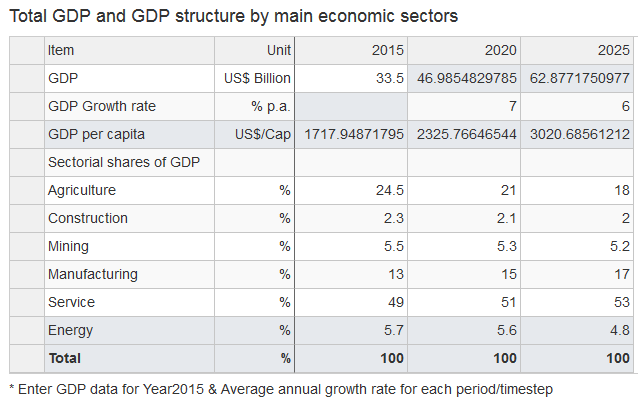 Total GDP and GDP structure by main economic sectors
Item Unit 2015 2020 2025
GDP US$ Billion 33.5 46.9854829785 62.8771750977
GDP Growth rate % p.a. 7 6
GDP per capita US$/Cap 1717.94871795 2325.76646544 3020.68561212
Sectorial shares of GDP
Agriculture % 24.5 21 18
Construction % 2.3 2.1 2
Mining % 5.5 5.3 5.2
Manufacturing % 13 15 17
Service % 49 51 53
Energy % 5.7 5.6 4.8
Total % 100 100 100
* Enter GDP data for Year2015 & Average annual growth rate for each period/timestep